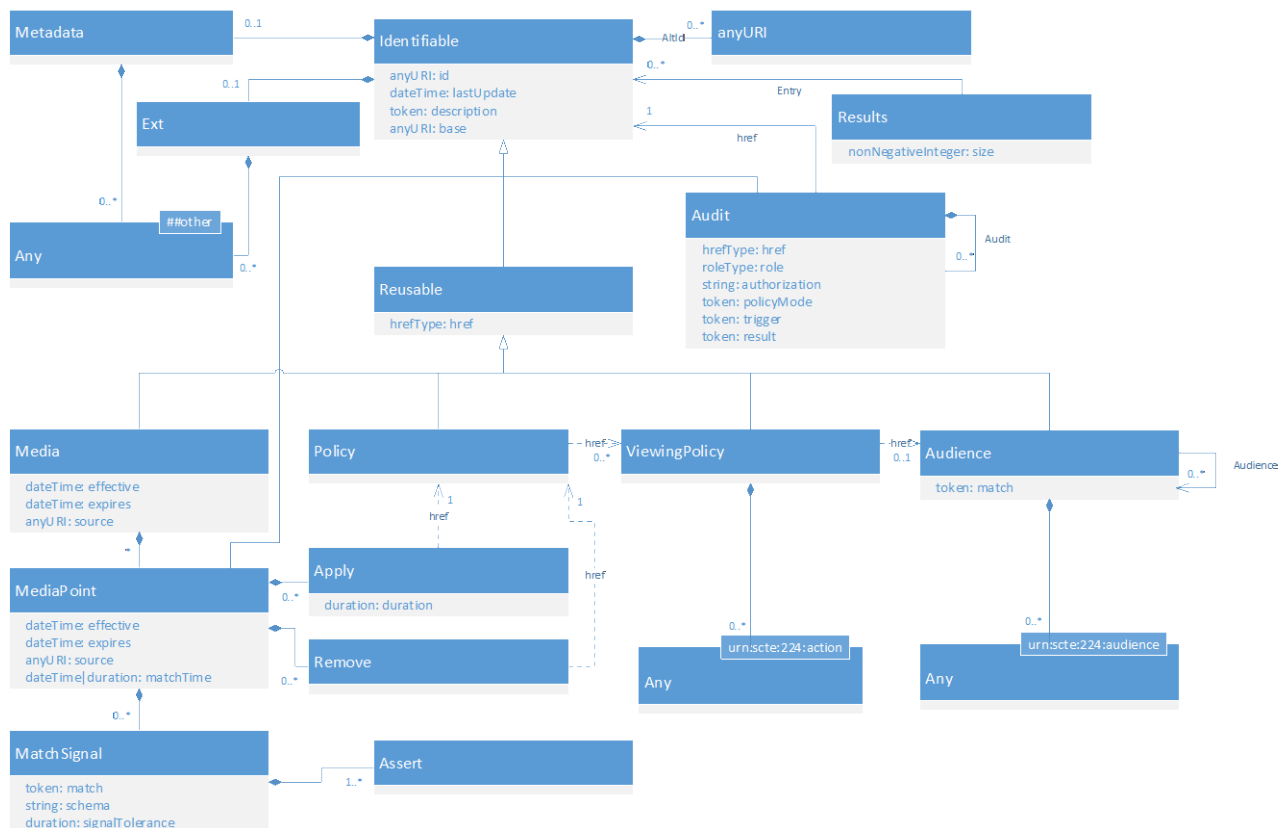 Metadata
0..1
1
Identifiable
anyURI: id
dateTime: lastUpdate
token: description
anyURI: base
AltId
0..*
anyURI
0..*
Entry
Results
nonNegativeInteger: size
0..1
Ext
1
href
0..*
##other
Any
0..*
Audit
hrefType: href
roleType: role
string: authorization
token: policyMode
token: trigger
token: result
Audit
0..*
Reusable
hrefType: href
Media
dateTime: effective
dateTime: expires
anyURI: source
*
Policy
href
0..*
ViewingPolicy
href
0..1
Audience
token: match
0..*
Audience
1
href
1
href
MediaPoint
dateTime: effective
dateTime: expires
anyURI: source
dateTime|duration: matchTime
0..*
Apply
duration: duration
0..*
Remove
0..*
urn:scte:224:action
Any
0..*
urn:scte:224:audience
Any
0..*
MatchSignal
token: match
string: schema
duration: signalTolerance
1..*
Assert